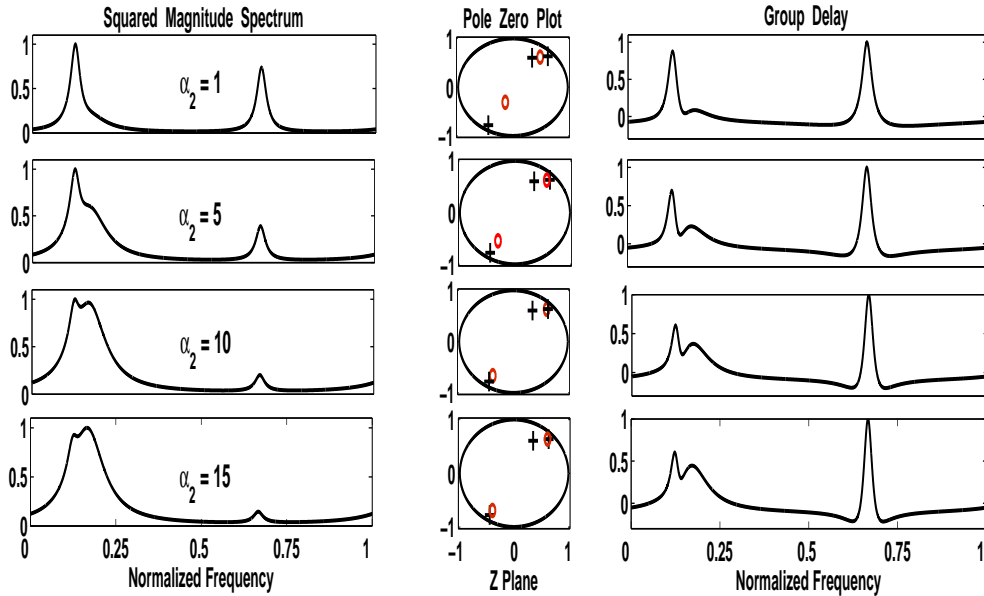 Squared Magnitude Spectrum
Pole Zero Plot
Group Delay
1
0.5
0
α₂ = 1
1
0
−1
1
0.5
0
1
0.5
0
α₂ = 5
1
0
−1
1
0.5
0
1
0.5
0
α₂ = 10
1
0
−1
1
0.5
0
1
0.5
0
α₂ = 15
1
0
−1
1
0.5
0
0 0.25 0.5 0.75 1
−1 0 1
0 0.25 0.5 0.75 1
Normalized Frequency
Z Plane
Normalized Frequency